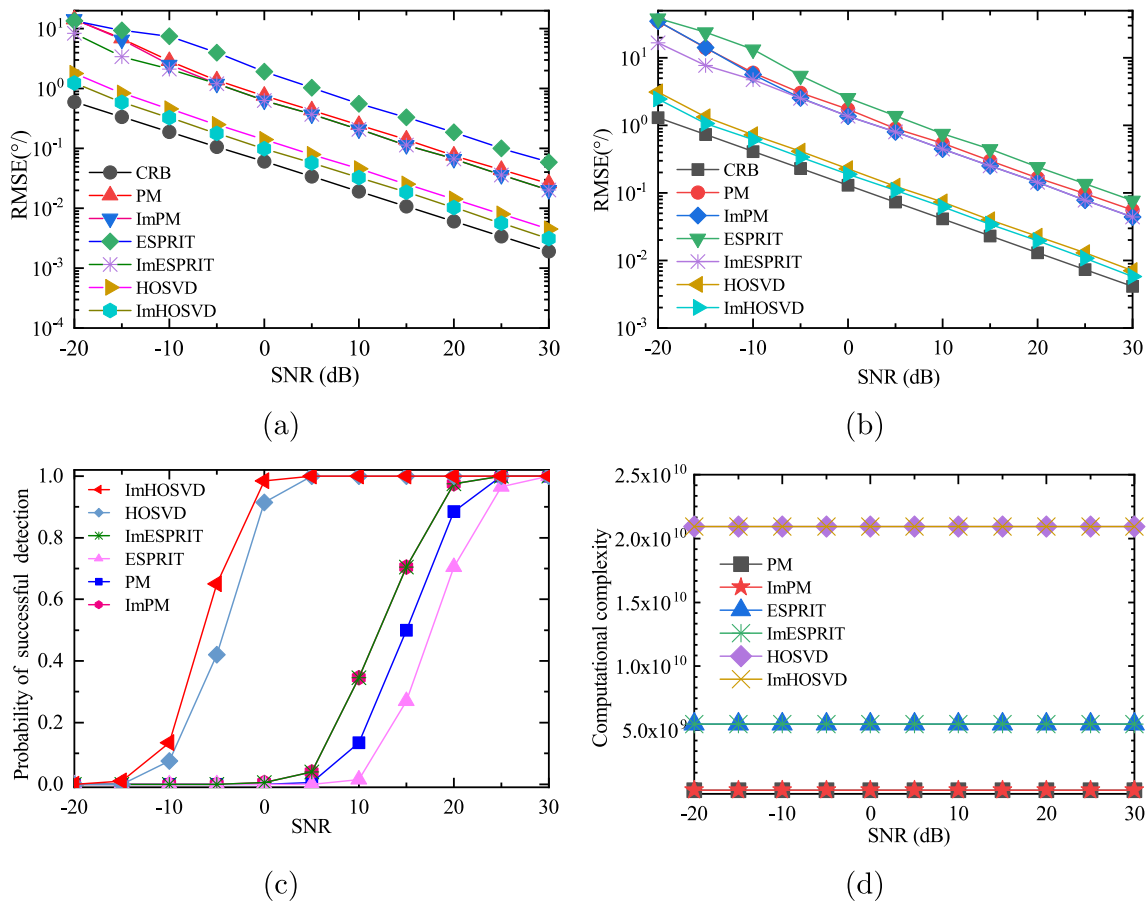 RMSE(°/)
10^1
10^0
10^-1
10^-2
10^-3
10^-4
CRB
PM
ImPM
ESPRIT
ImESPRIT
HOSVD
ImHOSVD
-20 -10 0 10 20 30
SNR (dB)
(a)
RMSE(°/)
10^1
10^0
10^-1
10^-2
10^-3
CRB
PM
ImPM
ESPRIT
ImESPRIT
HOSVD
ImHOSVD
-20 -10 0 10 20 30
SNR (dB)
(b)
Probability of successful detection
1.0
0.8
0.6
0.4
0.2
0.0
ImHOSVD
HOSVD
ImESPRIT
ESPRIT
PM
ImPM
-20 -10 0 10 20 30
SNR
(c)
Computational complexity
2.5x10^10
2.0x10^10
1.5x10^10
1.0x10^10
5.0x10^9
PM
ImPM
ESPRIT
ImESPRIT
HOSVD
ImHOSVD
-20 -10 0 10 20 30
SNR (dB)
(d)